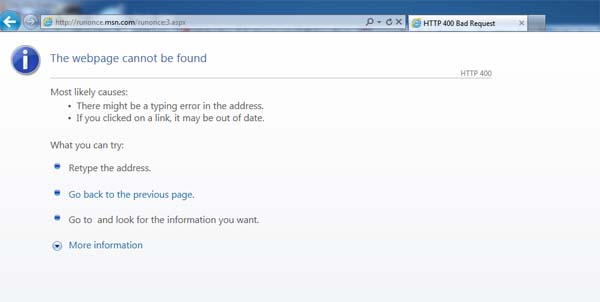 http://runonce.msn.com/runonce3.aspx
HTTP 400 Bad Request
The webpage cannot be found
HTTP 400
Most likely causes:
• There might be a typing error in the address.
• If you clicked on a link, it may be out of date.
What you can try:
Retype the address.
Go back to the previous page.
Go to  and look for the information you want.
More information